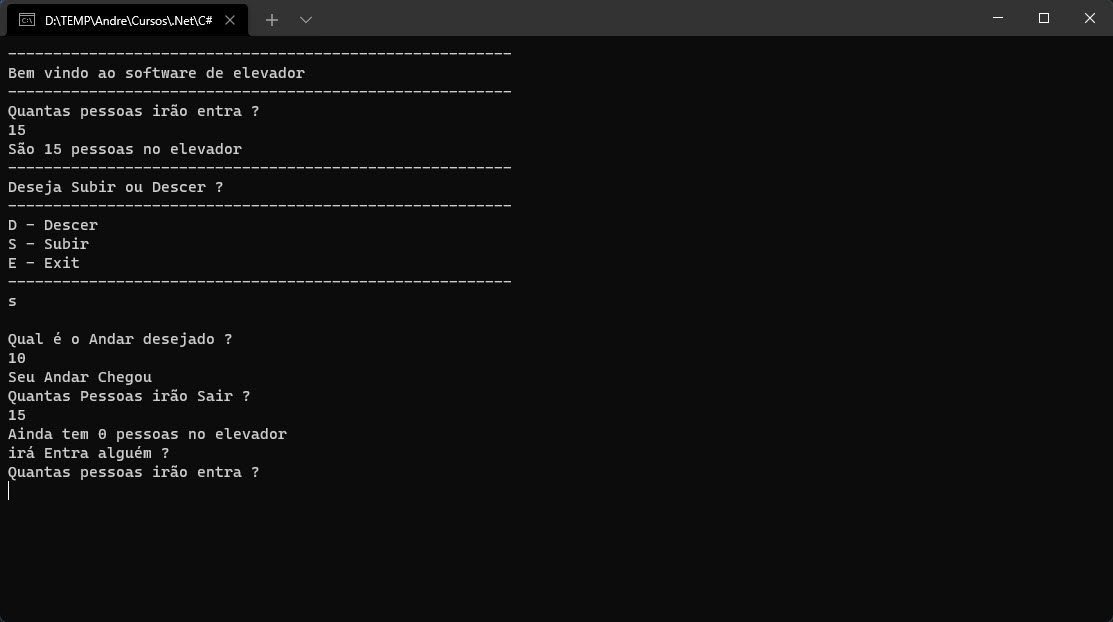 D:\TEMP\Andre\Cursos\.Net\C#
--------------------------------------------------------
Bem vindo ao software de elevador
--------------------------------------------------------
Quantas pessoas irão entra ?
15
São 15 pessoas no elevador
--------------------------------------------------------
Deseja Subir ou Descer ?
--------------------------------------------------------
D - Descer
S - Subir
E - Exit
--------------------------------------------------------
s
Qual é o Andar desejado ?
10
Seu Andar Chegou
Quantas Pessoas irão Sair ?
15
Ainda tem 0 pessoas no elevador
irá Entra alguém ?
Quantas pessoas irão entra ?